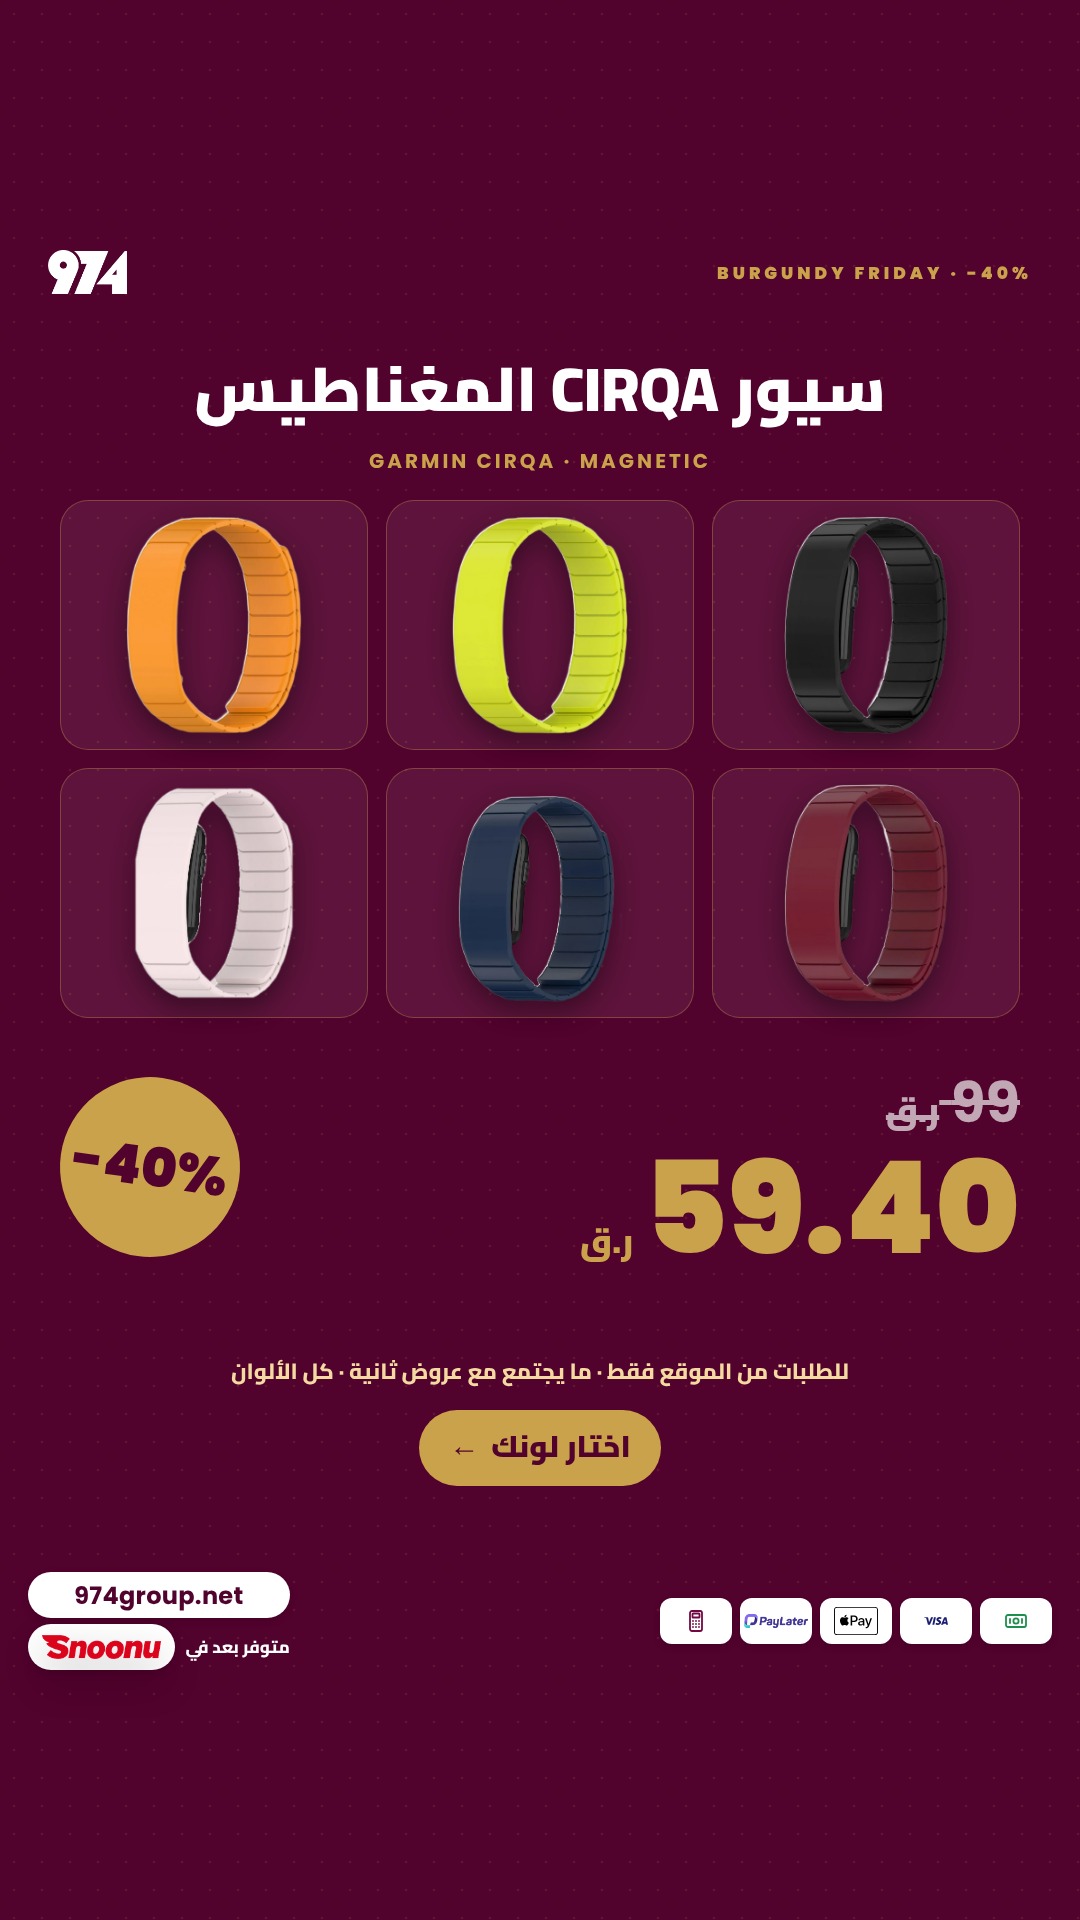 974
BURGUNDY FRIDAY · -40%
سيور CIRQA المغناطيس
GARMIN CIRQA · MAGNETIC
99 ر.ق
-40%
59.40 ر.ق
للطلبات من الموقع فقط · ما يجتمع مع عروض ثانية · كل الألوان
اختار لونك ←
974group.net
متوفر بعد في Snoonu
PayLater
Pay
VISA